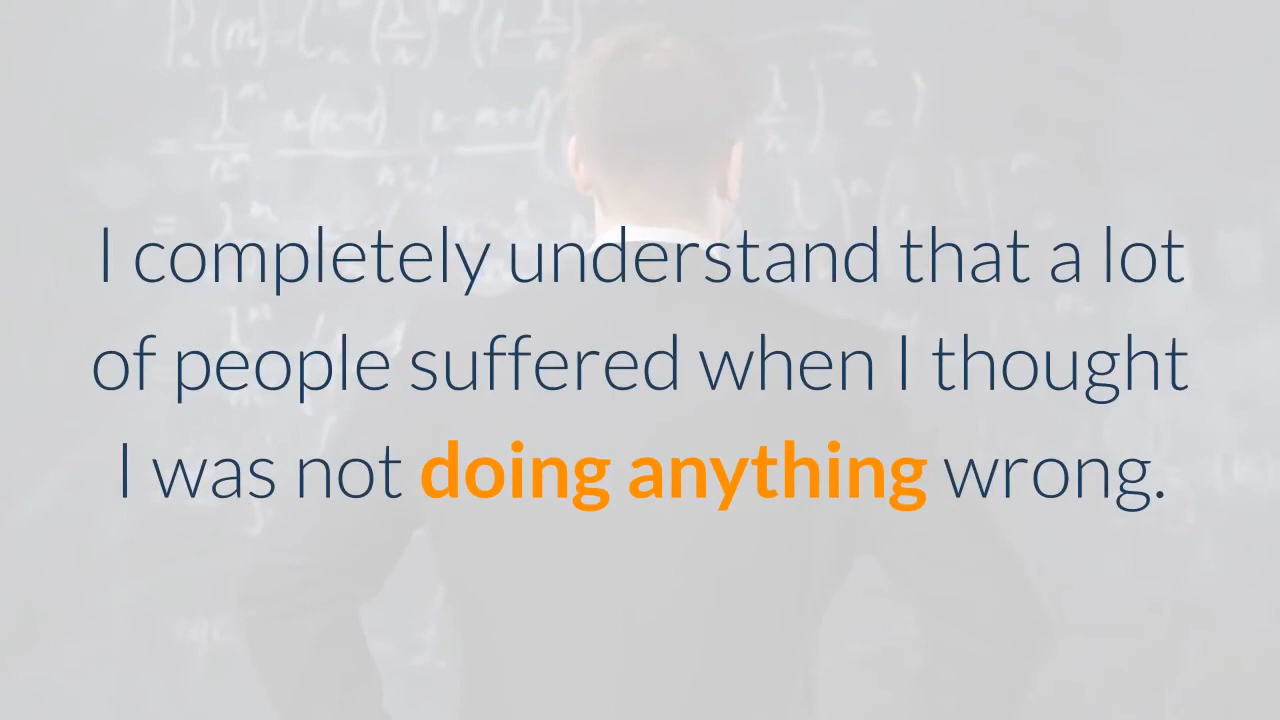 I completely understand that a lot
of people suffered when I thought
I was not doing anything wrong.